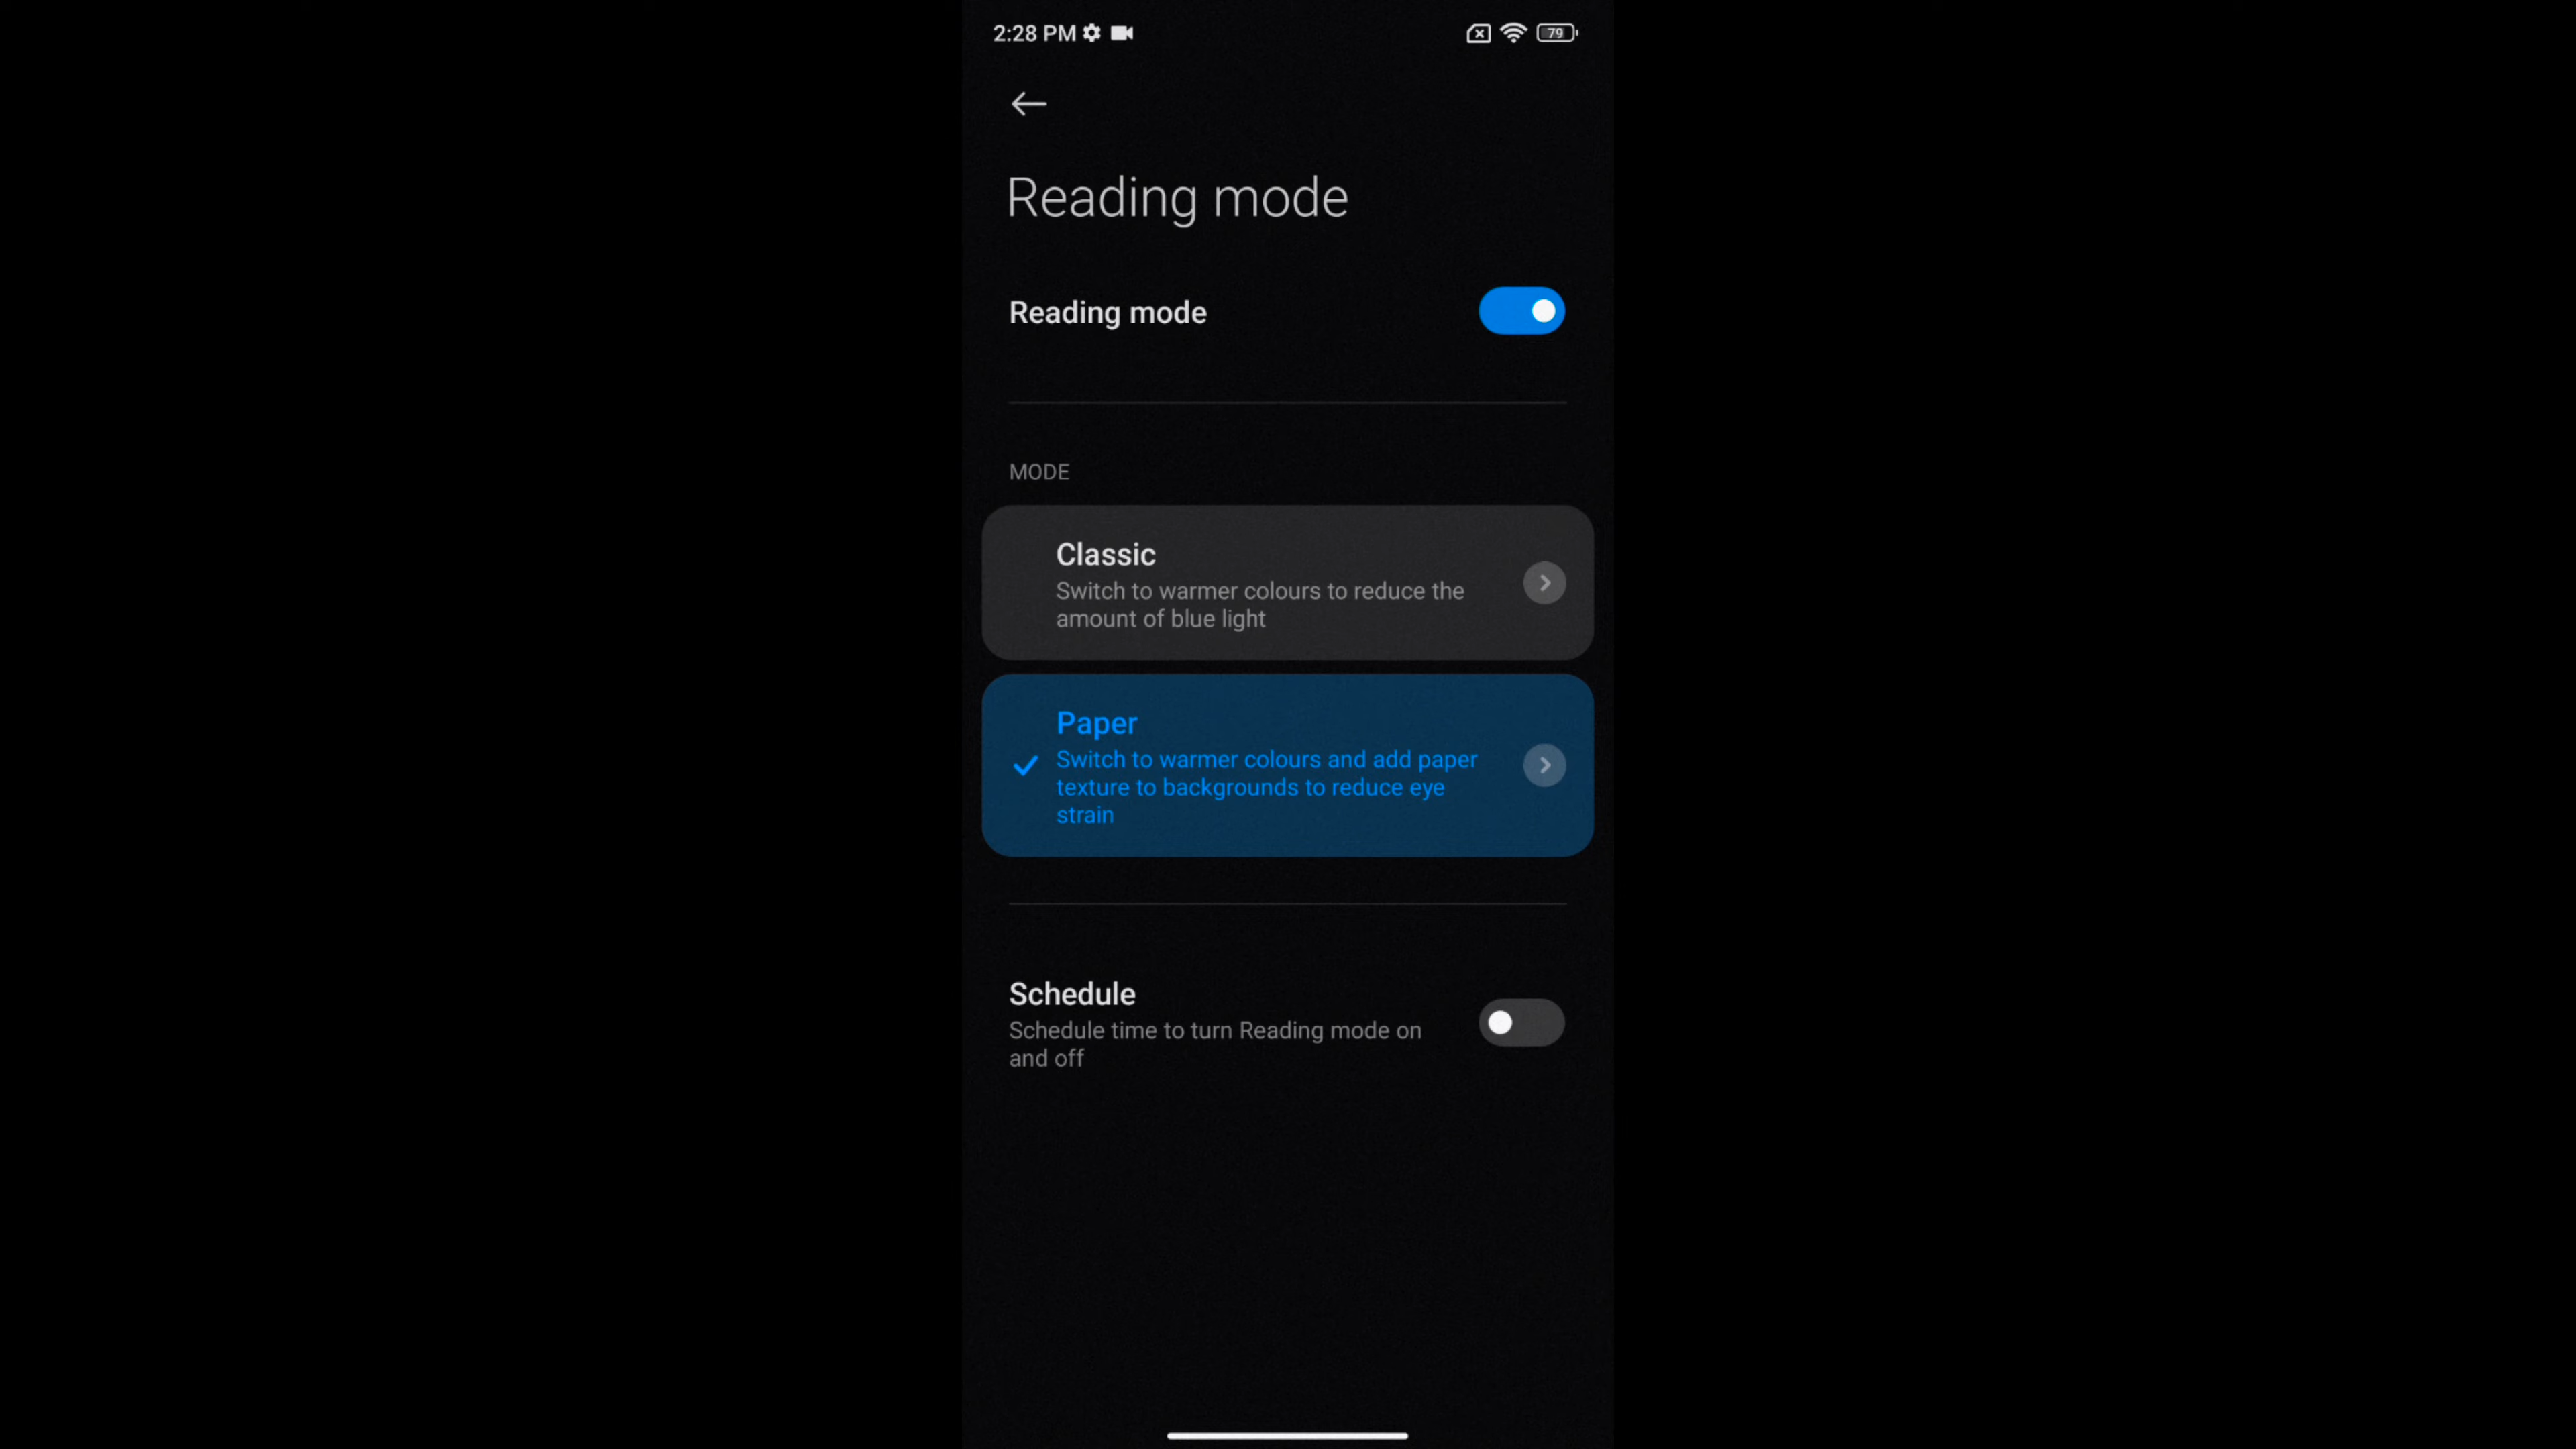 2:28 PM
79
Reading mode
Reading mode
MODE
Classic
Switch to warmer colours to reduce the
amount of blue light
Paper
Switch to warmer colours and add paper
texture to backgrounds to reduce eye
strain
Schedule
Schedule time to turn Reading mode on
and off